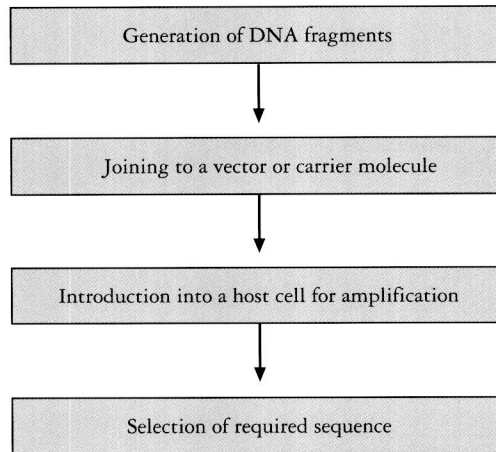 Generation of DNA fragments
Joining to a vector or carrier molecule
Introduction into a host cell for amplification
Selection of required sequence